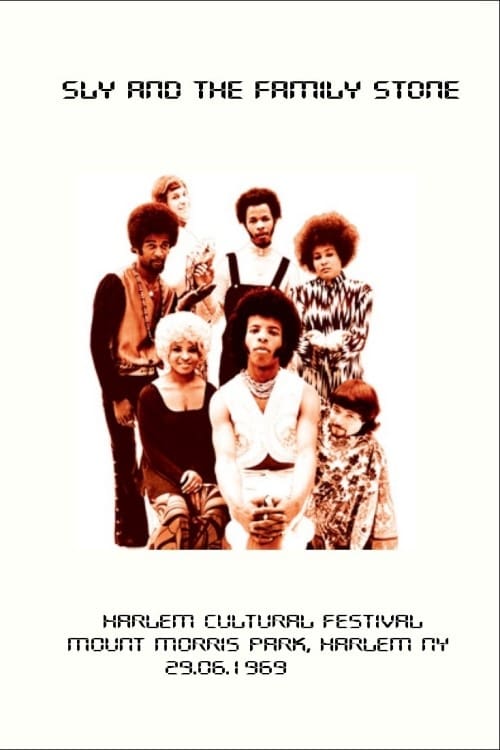 SLY AND THE FAMILY STONE
HARLEM CULTURAL FESTIVAL
MOUNT MORRIS PARK, HARLEM NY
29.06.1969